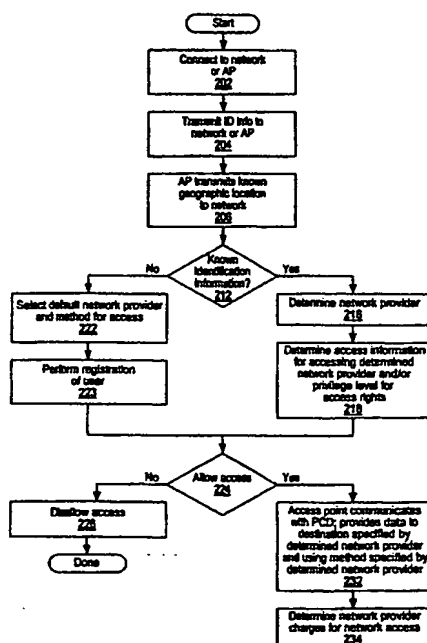 Start
Connect to network
or AP
202
Transmit ID info to
network or AP
204
AP transmits known
geographic location
to network
206
Known
Identification
Information?
212
No
Yes
Select default network provider
and method for access
222
Perform registration
of user
223
Determine network provider
216
Determine access information
for accessing determined
network provider and/or
privilege level for
access rights
218
Allow access
224
No
Yes
Disallow access
226
Done
Access point communicates
with PCD; provides data to
destination specified by
determined network provider
and using method specified by
determined network provider
232
Determine network provider
charges for network access
234